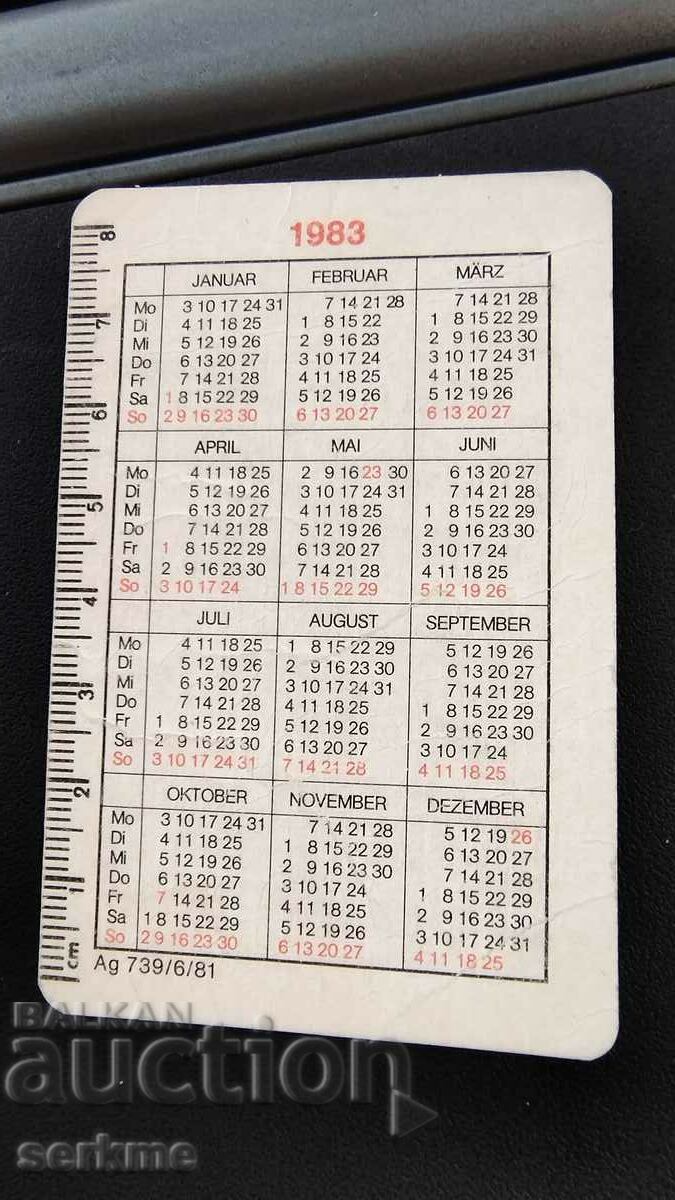 1983
JANUAR FEBRUAR MÄRZ
Mo 3 10 17 24 31 7 14 21 28 7 14 21 28
Di 4 11 18 25 1 8 15 22 1 8 15 22 29
Mi 5 12 19 26 2 9 16 23 2 9 16 23 30
Do 6 13 20 27 3 10 17 24 3 10 17 24 31
Fr 7 14 21 28 4 11 18 25 4 11 18 25
Sa 1 8 15 22 29 5 12 19 26 5 12 19 26
So 2 9 16 23 30 6 13 20 27 6 13 20 27
APRIL MAI JUNI
Mo 4 11 18 25 2 9 16 23 30 6 13 20 27
Di 5 12 19 26 3 10 17 24 31 7 14 21 28
Mi 6 13 20 27 4 11 18 25 1 8 15 22 29
Do 7 14 21 28 5 12 19 26 2 9 16 23 30
Fr 1 8 15 22 29 6 13 20 27 3 10 17 24
Sa 2 9 16 23 30 7 14 21 28 4 11 18 25
So 3 10 17 24 1 8 15 22 29 5 12 19 26
JULI AUGUST SEPTEMBER
Mo 4 11 18 25 1 8 15 22 29 5 12 19 26
Di 5 12 19 26 2 9 16 23 30 6 13 20 27
Mi 6 13 20 27 3 10 17 24 31 7 14 21 28
Do 7 14 21 28 4 11 18 25 1 8 15 22 29
Fr 1 8 15 22 29 5 12 19 26 2 9 16 23 30
Sa 2 9 16 23 30 6 13 20 27 3 10 17 24
So 3 10 17 24 31 7 14 21 28 4 11 18 25
OKTOBER NOVEMBER DEZEMBER
Mo 3 10 17 24 31 7 14 21 28 5 12 19 26
Di 4 11 18 25 1 8 15 22 29 6 13 20 27
Mi 5 12 19 26 2 9 16 23 30 7 14 21 28
Do 6 13 20 27 3 10 17 24 1 8 15 22 29
Fr 7 14 21 28 4 11 18 25 2 9 16 23 30
Sa 1 8 15 22 29 5 12 19 26 3 10 17 24 31
So 2 9 16 23 30 6 13 20 27 4 11 18 25
Ag 739/6/81
8
7
6
5
4
3
2
1
cm
BALKAN
auction
serkme